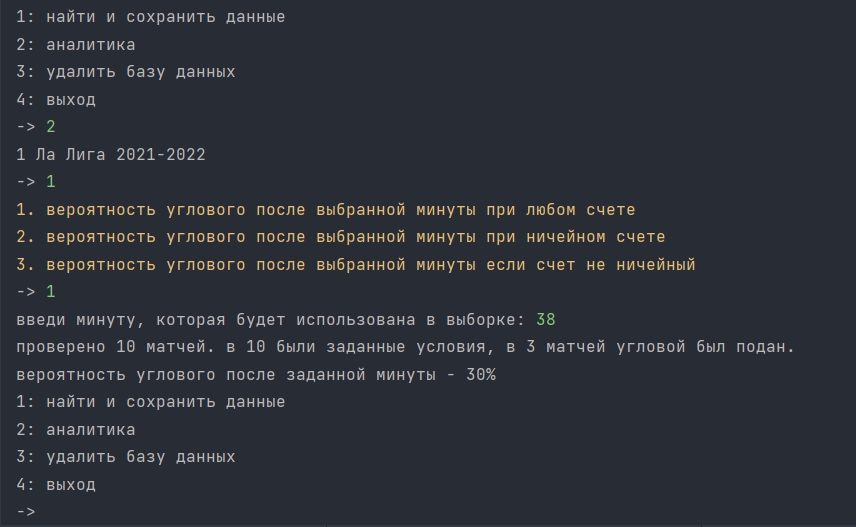 1: найти и сохранить данные
2: аналитика
3: удалить базу данных
4: выход
-> 2
1 Ла Лига 2021-2022
-> 1
1. вероятность углового после выбранной минуты при любом счете
2. вероятность углового после выбранной минуты при ничейном счете
3. вероятность углового после выбранной минуты если счет не ничейный
-> 1
введи минуту, которая будет использована в выборке: 38
проверено 10 матчей. в 10 были заданные условия, в 3 матчей угловой был подан.
вероятность углового после заданной минуты - 30%
1: найти и сохранить данные
2: аналитика
3: удалить базу данных
4: выход
->